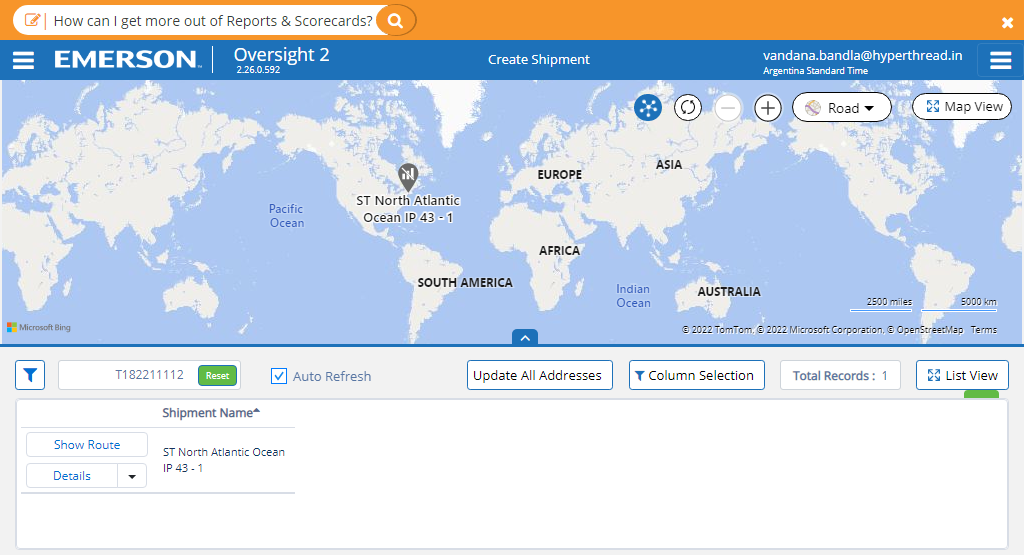 How can I get more out of Reports & Scorecards?
EMERSON
Oversight 2
2.26.0.592
Create Shipment
vandana.bandla@hyperthread.in
Argentina Standard Time
Road
Map View
ASIA
EUROPE
ST North Atlantic
Ocean IP 43 - 1
Pacific
Ocean
AFRICA
SOUTH AMERICA
Indian
Ocean
AUSTRALIA
2500 miles
5000 km
Microsoft Bing
© 2022 TomTom, © 2022 Microsoft Corporation, © OpenStreetMap Terms
T182211112
Reset
Auto Refresh
Update All Addresses
Column Selection
Total Records : 1
List View
Shipment Name
Show Route
ST North Atlantic Ocean
IP 43 - 1
Details